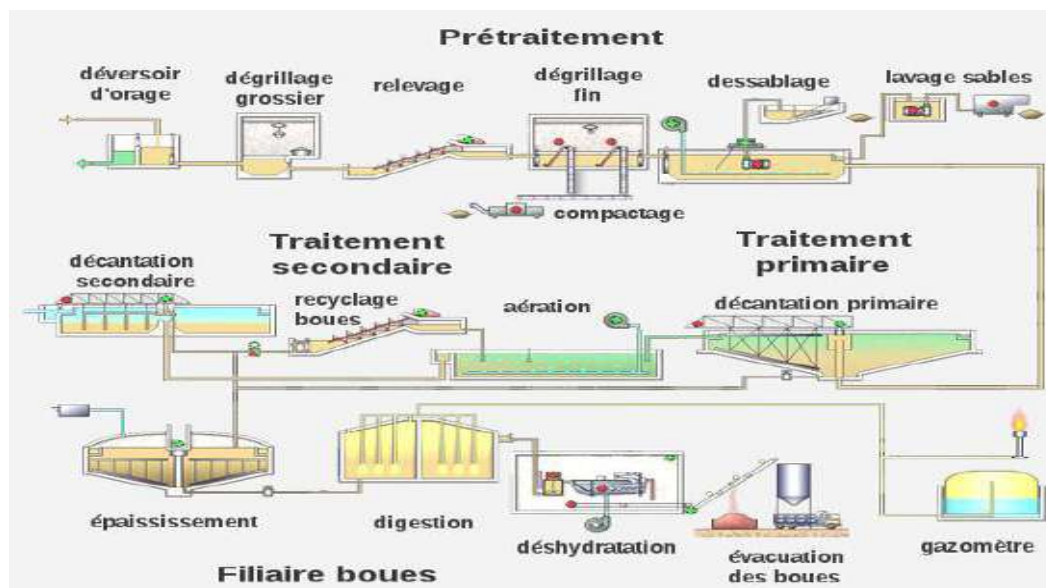 Prétraitement
déversoir
d'orage
dégrillage
grossier
relevage
dégrillage
fin
dessablage
lavage sables
compactage
Traitement
secondaire
Traitement
primaire
décantation
secondaire
recyclage
boues
aération
décantation primaire
épaississement
digestion
déshydratation
évacuation
des boues
gazomètre
Filiaire boues